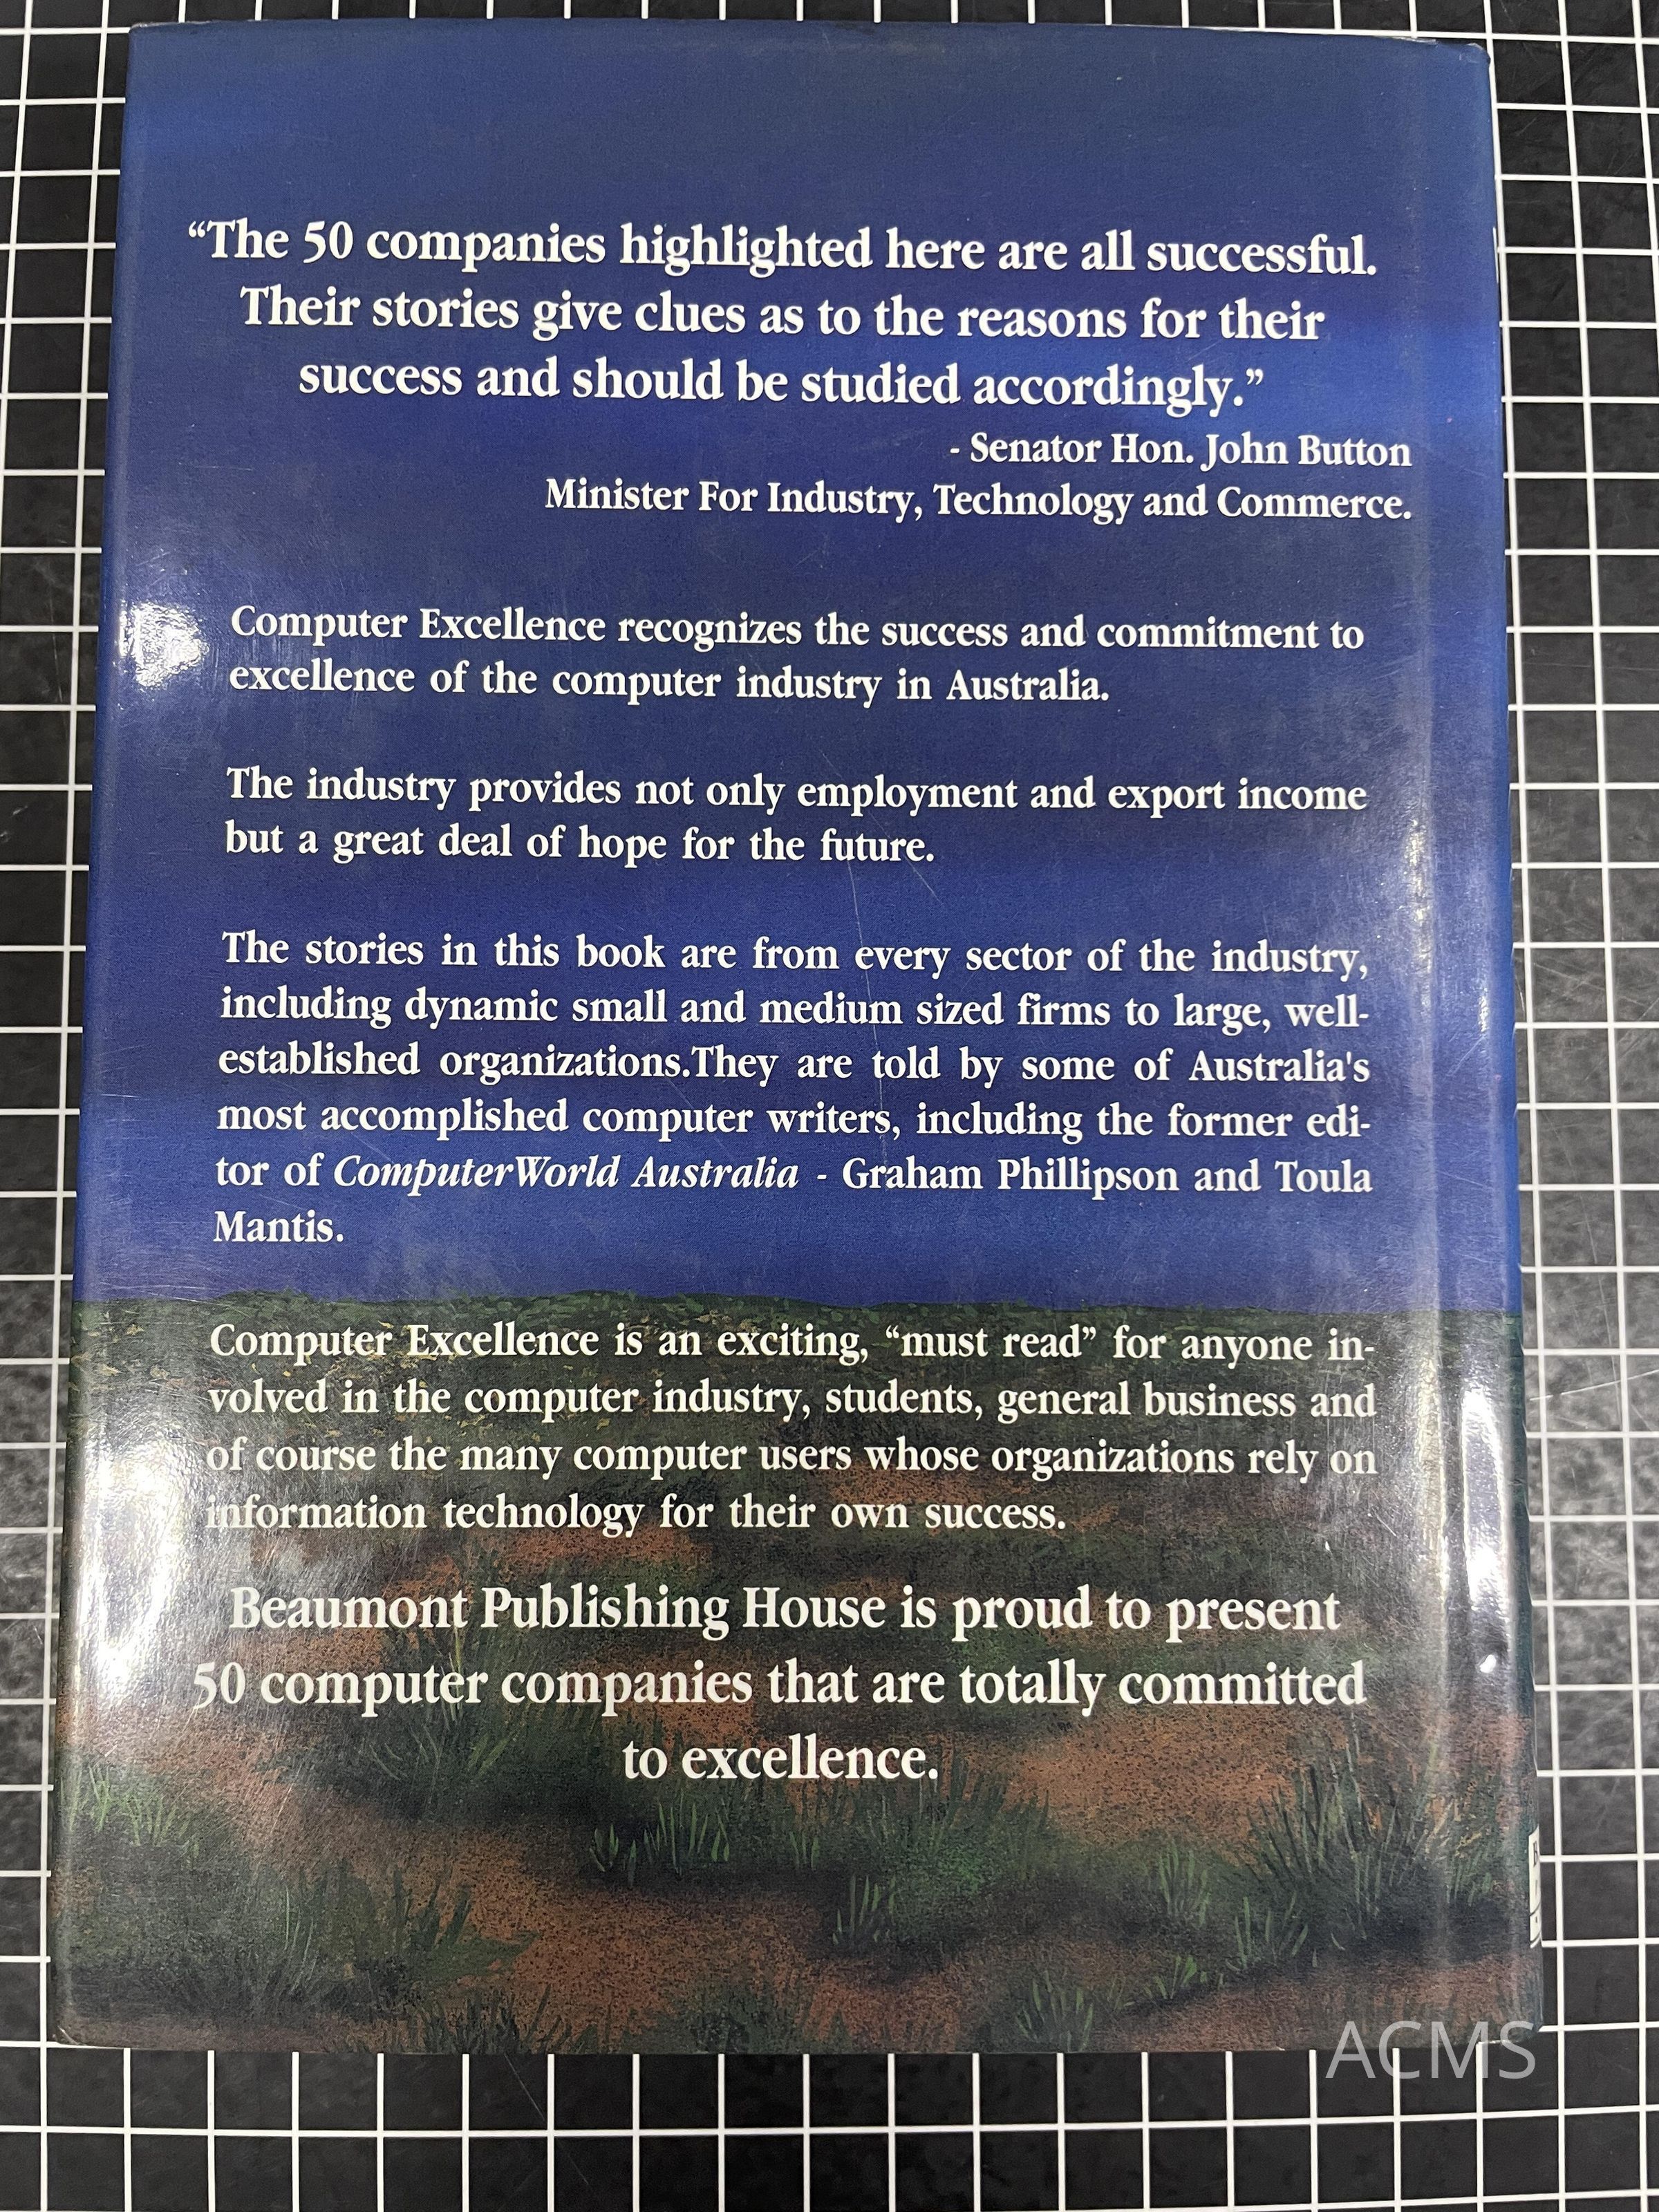 “The 50 companies highlighted here are all successful.
Their stories give clues as to the reasons for their
success and should be studied accordingly.”
- Senator Hon. John Button
Minister For Industry, Technology and Commerce.
Computer Excellence recognizes the success and commitment to
excellence of the computer industry in Australia.
The industry provides not only employment and export income
but a great deal of hope for the future.
The stories in this book are from every sector of the industry,
including dynamic small and medium sized firms to large, well-
established organizations.They are told by some of Australia's
most accomplished computer writers, including the former edi-
tor of ComputerWorld Australia - Graham Phillipson and Toula
Mantis.
Computer Excellence is an exciting, “must read” for anyone in-
volved in the computer industry, students, general business and
of course the many computer users whose organizations rely on
information technology for their own success.
Beaumont Publishing House is proud to present
50 computer companies that are totally committed
to excellence.
ACMS